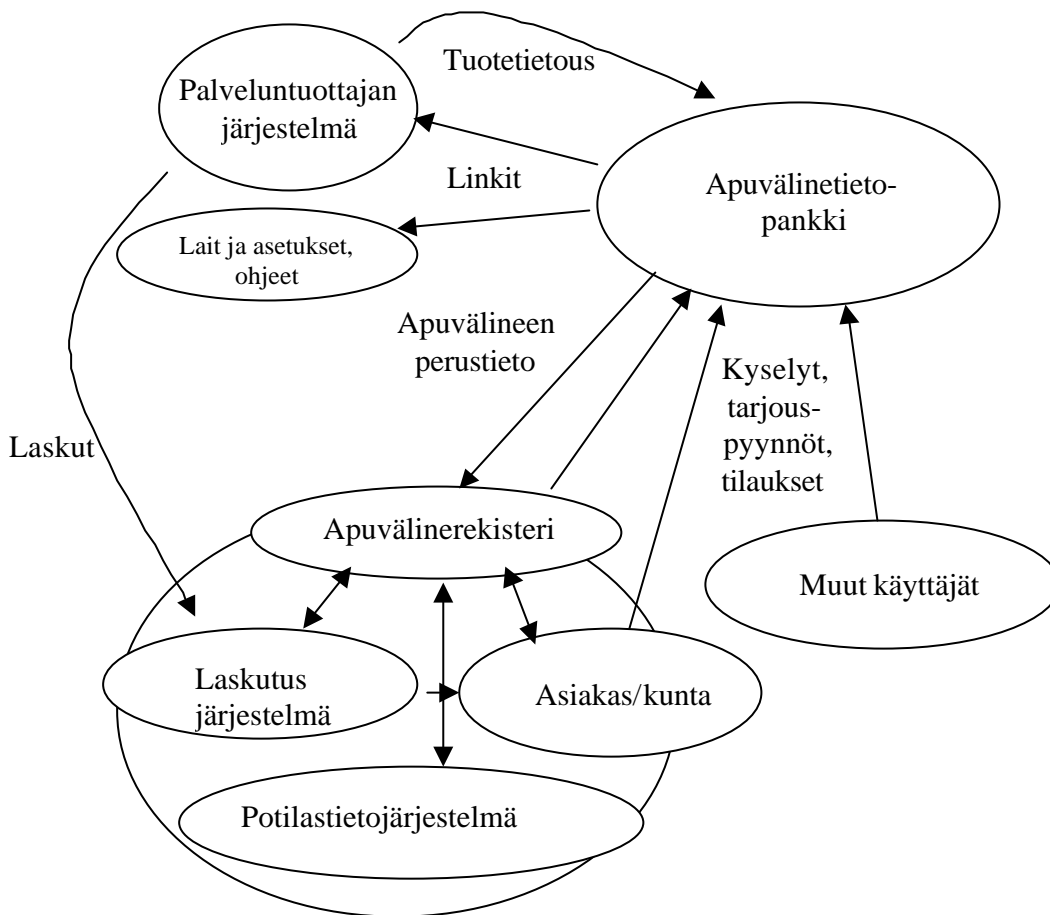 Tuotetietous
Palveluntuottajan
järjestelmä
Linkit
Apuvälinetieto-
pankki
Lait ja asetukset,
ohjeet
Apuvälineen
perustieto
Kyselyt,
tarjous-
pyynnöt,
tilaukset
Laskut
Apuvälinerekisteri
Muut käyttäjät
Laskutus
järjestelmä
Asiakas/kunta
Potilastietojärjestelmä